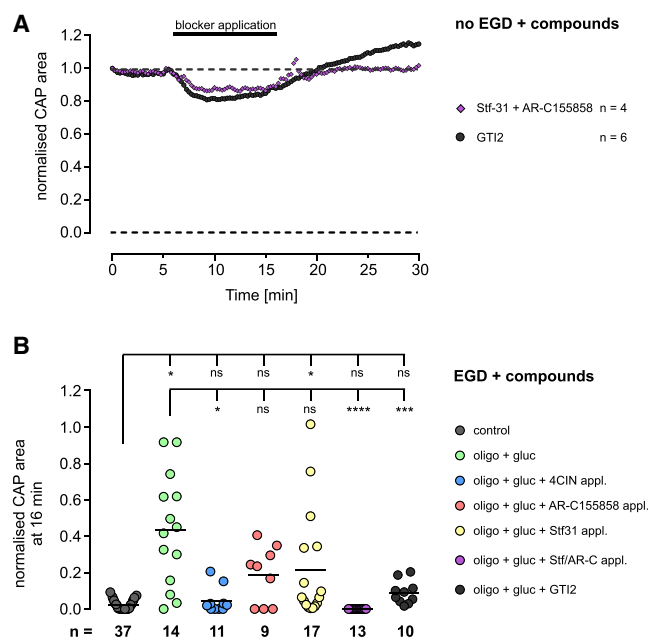 A
blocker application
no EGD + compounds
normalised CAP area
1.2
1.0
0.8
0.6
0.4
0.2
0.0
Stf-31 + AR-C155858 n = 4
GTI2 n = 6
0 5 10 15 20 25 30
Time [min]
B
EGD + compounds
* ns ns * ns ns
* ns ns **** ***
normalised CAP area
at 16 min
1.2
1.0
0.8
0.6
0.4
0.2
0.0
control
oligo + gluc
oligo + gluc + 4CIN appl.
oligo + gluc + AR-C155858 appl.
oligo + gluc + Stf31 appl.
oligo + gluc + Stf/AR-C appl.
oligo + gluc + GTI2
n = 37 14 11 9 17 13 10